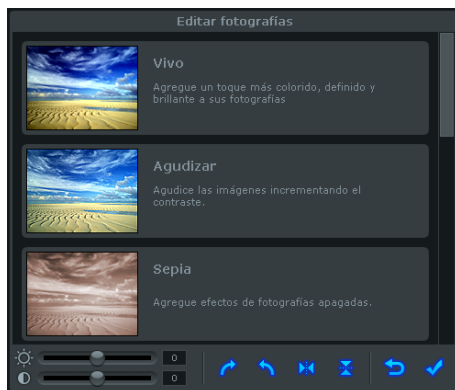 Editar fotografías
Vivo
Agregue un toque más colorido, definido y
brillante a sus fotografías
Agudizar
Agudice las imágenes incrementando el
contraste.
Sepia
Agregue efectos de fotografías apagadas.
0
0